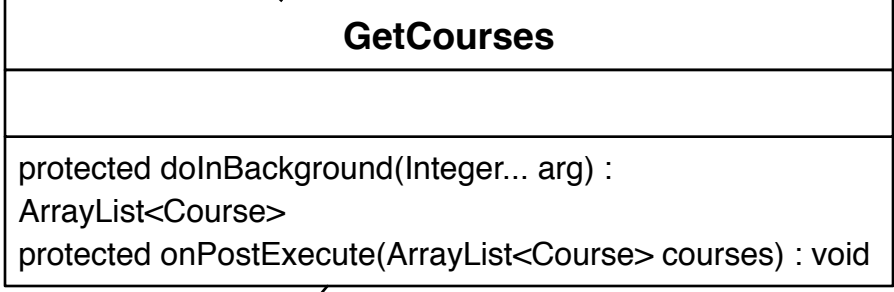 GetCourses
protected doInBackground(Integer... arg) :
ArrayList<Course>
protected onPostExecute(ArrayList<Course> courses) : void